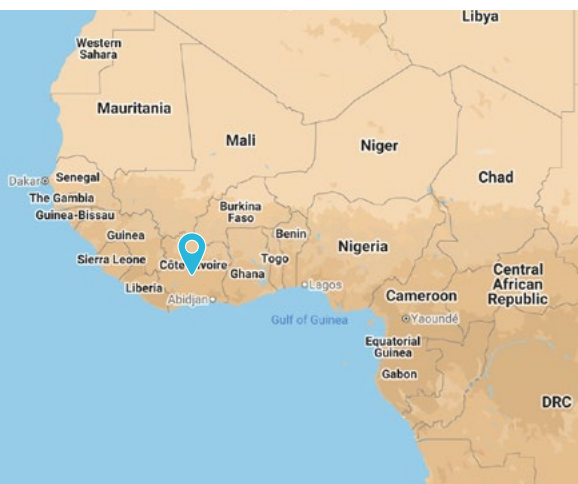 Libya
Western
Sahara
Mauritania
Mali
Niger
Chad
Dakar
Senegal
The Gambia
Guinea-Bissau
Burkina
Faso
Guinea
Benin
Nigeria
Sierra Leone
Côte
voire
Ghana
Togo
Central
African
Republic
Liberia
Abidjan
Lagos
Cameroon
Gulf of Guinea
Yaoundé
Equatorial
Guinea
Gabon
DRC